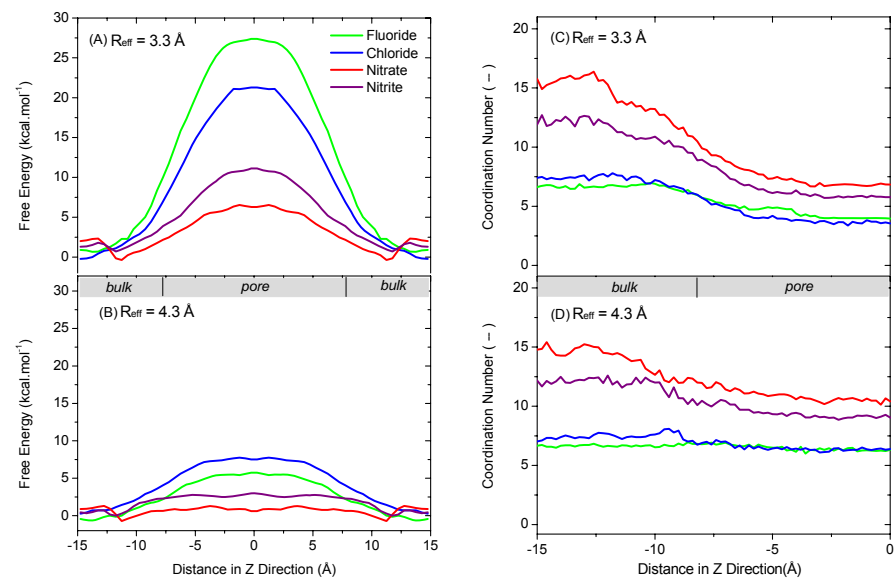 (A) Reff = 3.3 Å
Fluoride
Chloride
Nitrate
Nitrite
30
25
20
15
10
5
0
Free Energy (kcal.mol⁻¹)
bulk pore bulk
(B) Reff = 4.3 Å
30
25
20
15
10
5
0
Free Energy (kcal.mol⁻¹)
-15 -10 -5 0 5 10 15
Distance in Z Direction (Å)
(C) Reff = 3.3 Å
20
15
10
5
0
Coordination Number ( – )
bulk pore
(D) Reff = 4.3 Å
20
15
10
5
0
Coordination Number ( – )
-15 -10 -5 0
Distance in Z Direction(Å)